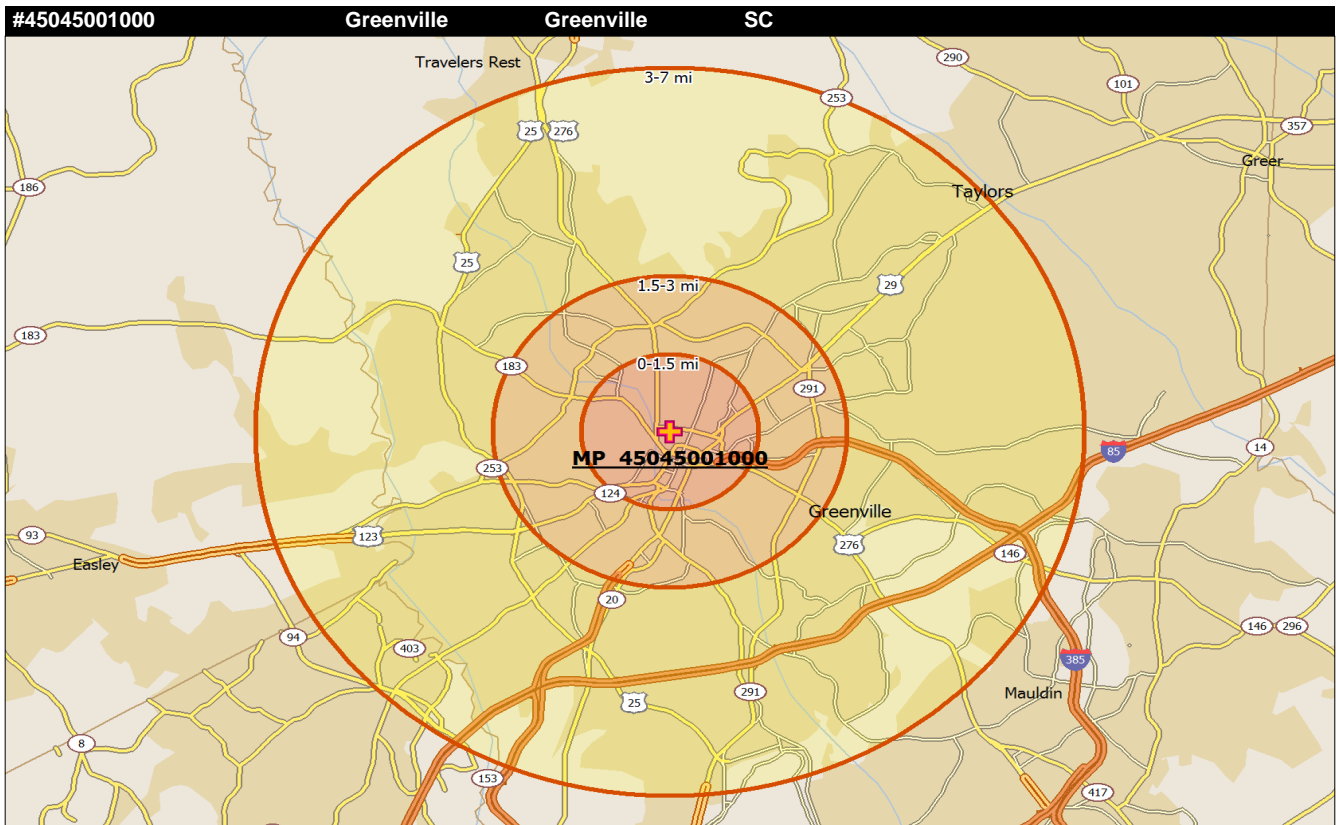 #45045001000 Greenville Greenville SC
Travelers Rest
290
3-7 mi
101
253
357
25 276
Greer
186
Taylors
25
29
1.5-3 mi
183
0-1.5 mi
183
291
MP 45045001000
14
85
253
124
Greenville
93
123
276
146
Easley
20
94
146 296
403
385
291
Mauldin
25
8
153
417